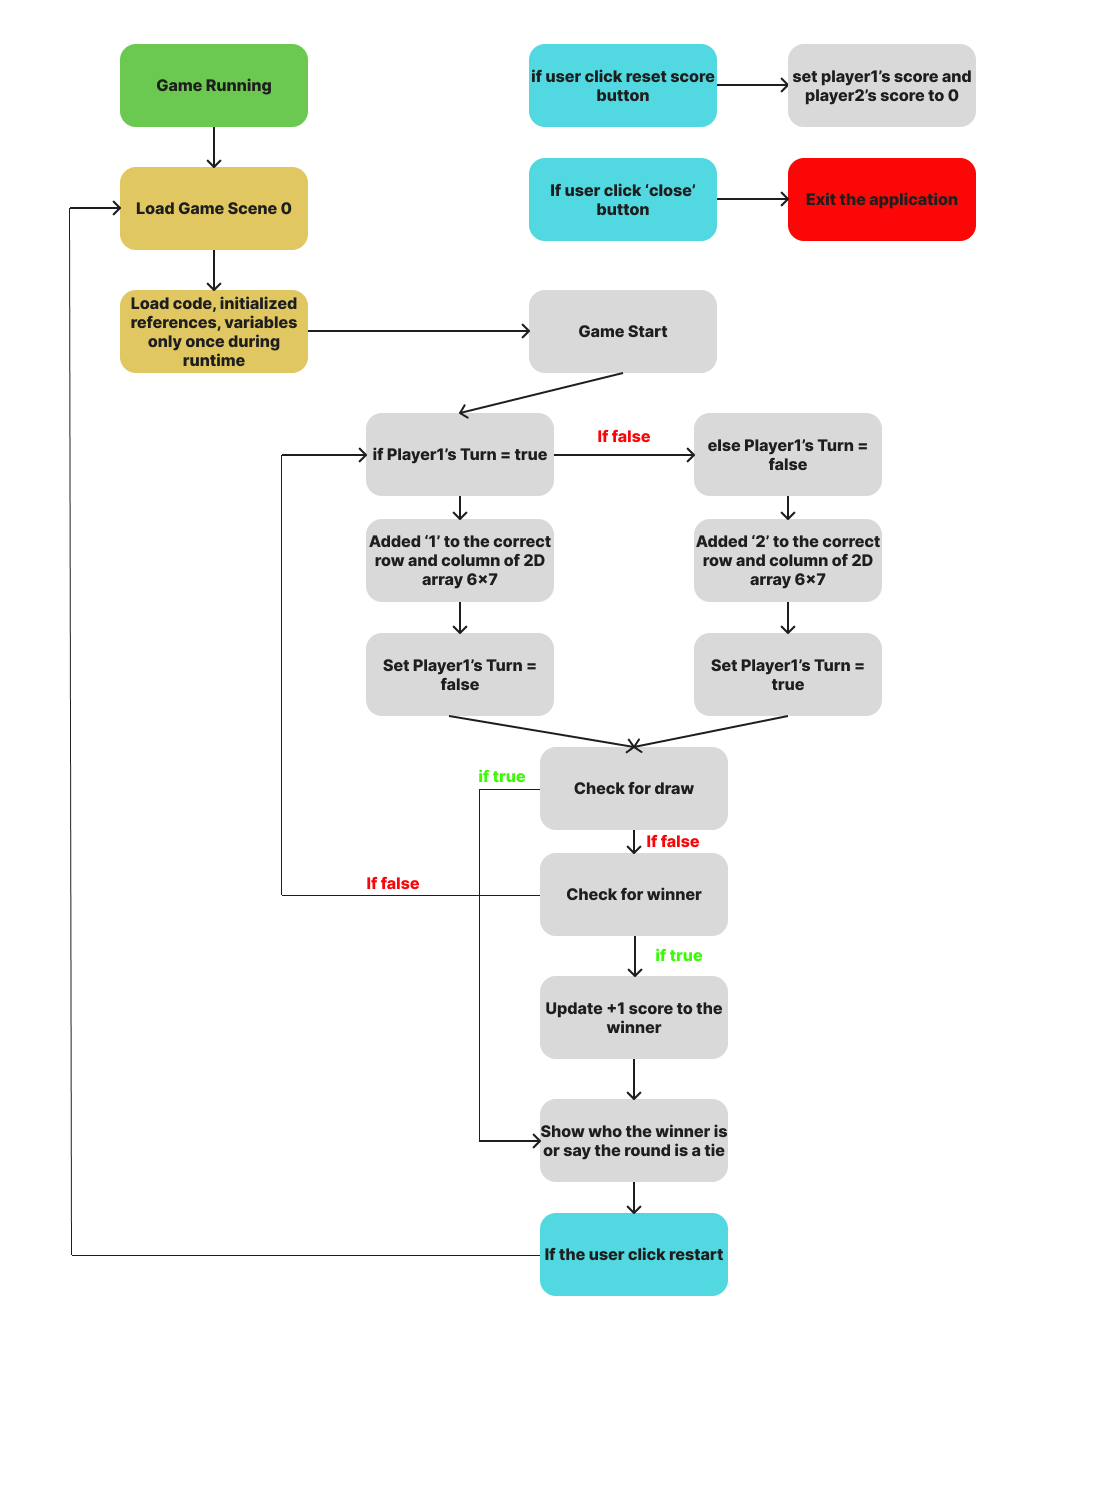 Game Running
if user click reset score
button
set player1’s score and
player2’s score to 0
Load Game Scene 0
If user click ‘close’
button
Exit the application
Load code, initialized
references, variables
only once during
runtime
Game Start
if Player1’s Turn = true
If false
else Player1’s Turn =
false
Added ‘1’ to the correct
row and column of 2D
array 6×7
Added ‘2’ to the correct
row and column of 2D
array 6×7
Set Player1’s Turn =
false
Set Player1’s Turn =
true
if true
Check for draw
If false
If false
Check for winner
if true
Update +1 score to the
winner
Show who the winner is
or say the round is a tie
If the user click restart